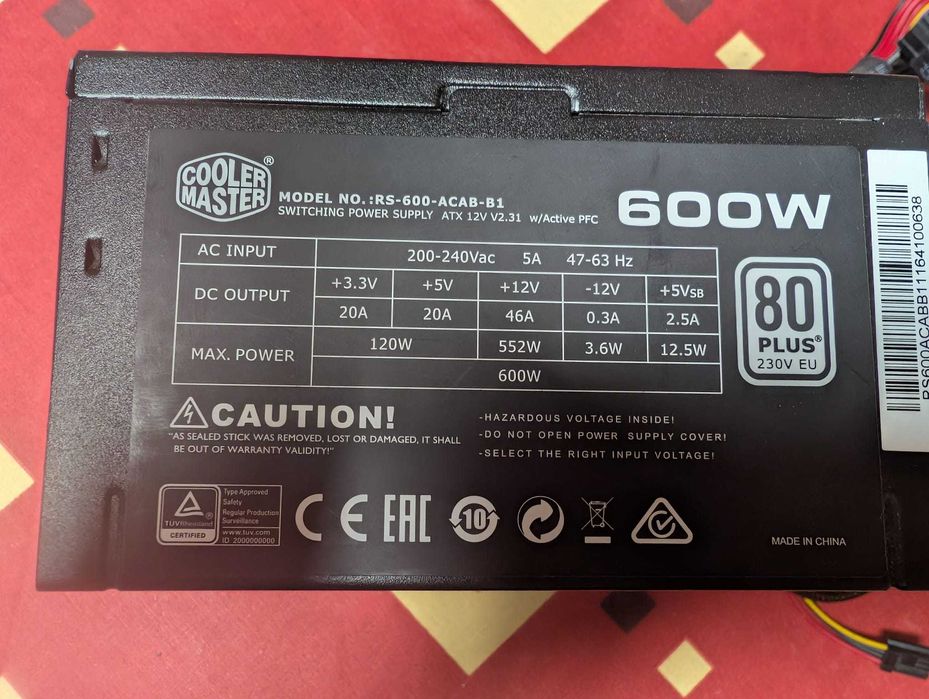 COOLER MASTER ®
MODEL NO. :RS-600-ACAB-B1
SWITCHING POWER SUPPLY ATX 12V V2.31 w/Active PFC
600W
AC INPUT 200-240Vac 5A 47-63 Hz
DC OUTPUT +3.3V +5V +12V -12V +5VSB
20A 20A 46A 0.3A 2.5A
MAX. POWER 120W 552W 3.6W 12.5W
600W
80
PLUS®
230V EU
RS600ACABB11164100638
CAUTION!
"AS SEALED STICK WAS REMOVED, LOST OR DAMAGED, IT SHALL
BE OUT OF WARRANTY VALIDITY!"
-HAZARDOUS VOLTAGE INSIDE!
-DO NOT OPEN POWER SUPPLY COVER!
-SELECT THE RIGHT INPUT VOLTAGE!
TÜVRheinland®
CERTIFIED
Type Approved
Safety
Regular Production
Surveillance
www.tuv.com
ID 2000000000
CE
EAC
10
MADE IN CHINA